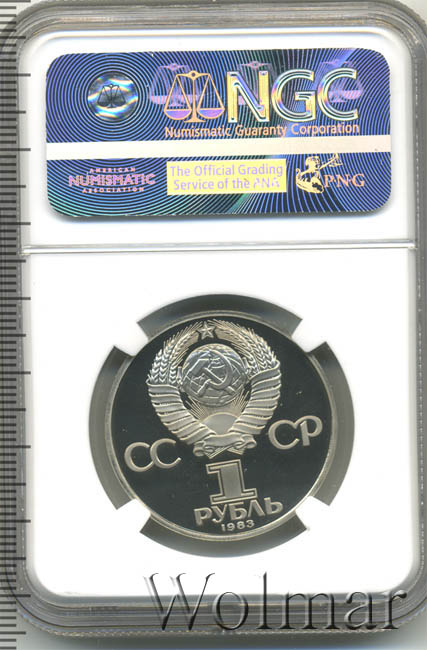 NGC
Numismatic Guaranty Corporation
AMERICAN
NUMISMATIC
ASSOCIATION
The Official Grading
Service of the PNG
PNG
СС СР
1
РУБЛЬ
1983
Wolmar